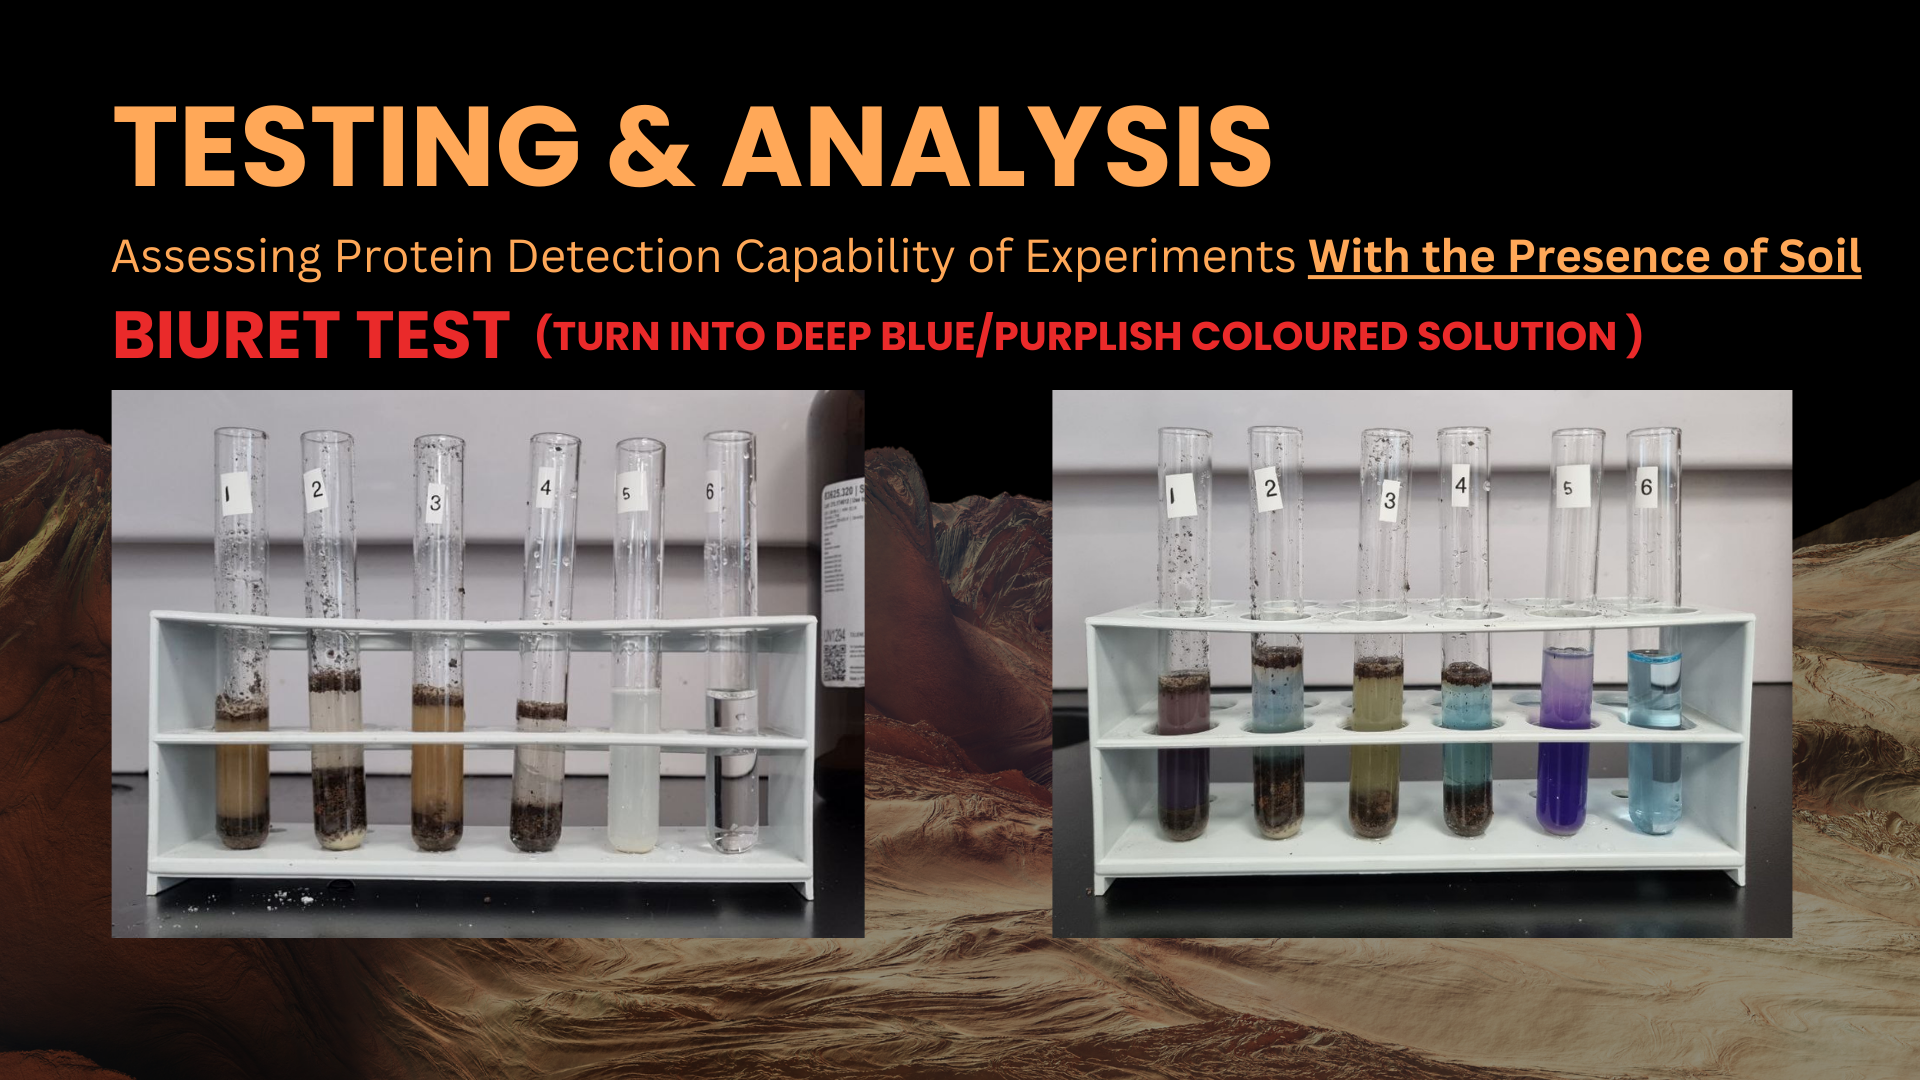 TESTING & ANALYSIS
Assessing Protein Detection Capability of Experiments With the Presence of Soil
BIURET TEST (TURN INTO DEEP BLUE/PURPLISH COLOURED SOLUTION )
1 2 3 4 5 6
UN1294
1 2 3 4 5 6